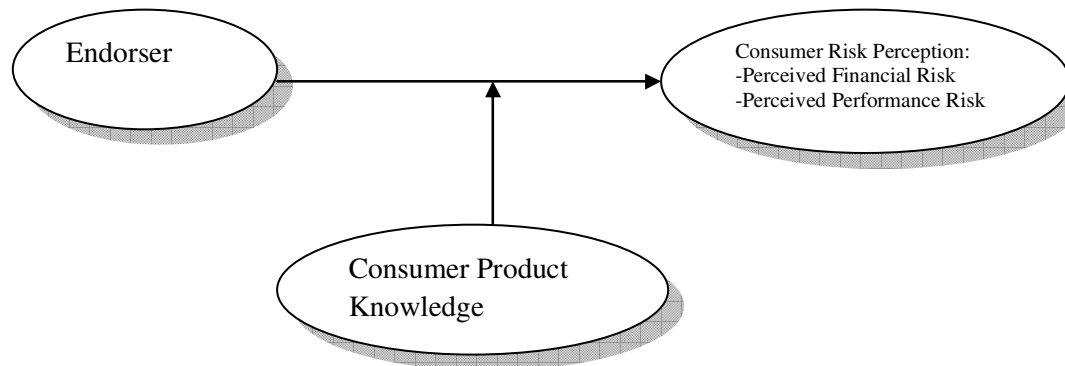 Endorser
Consumer Risk Perception:
-Perceived Financial Risk
-Perceived Performance Risk
Consumer Product
Knowledge